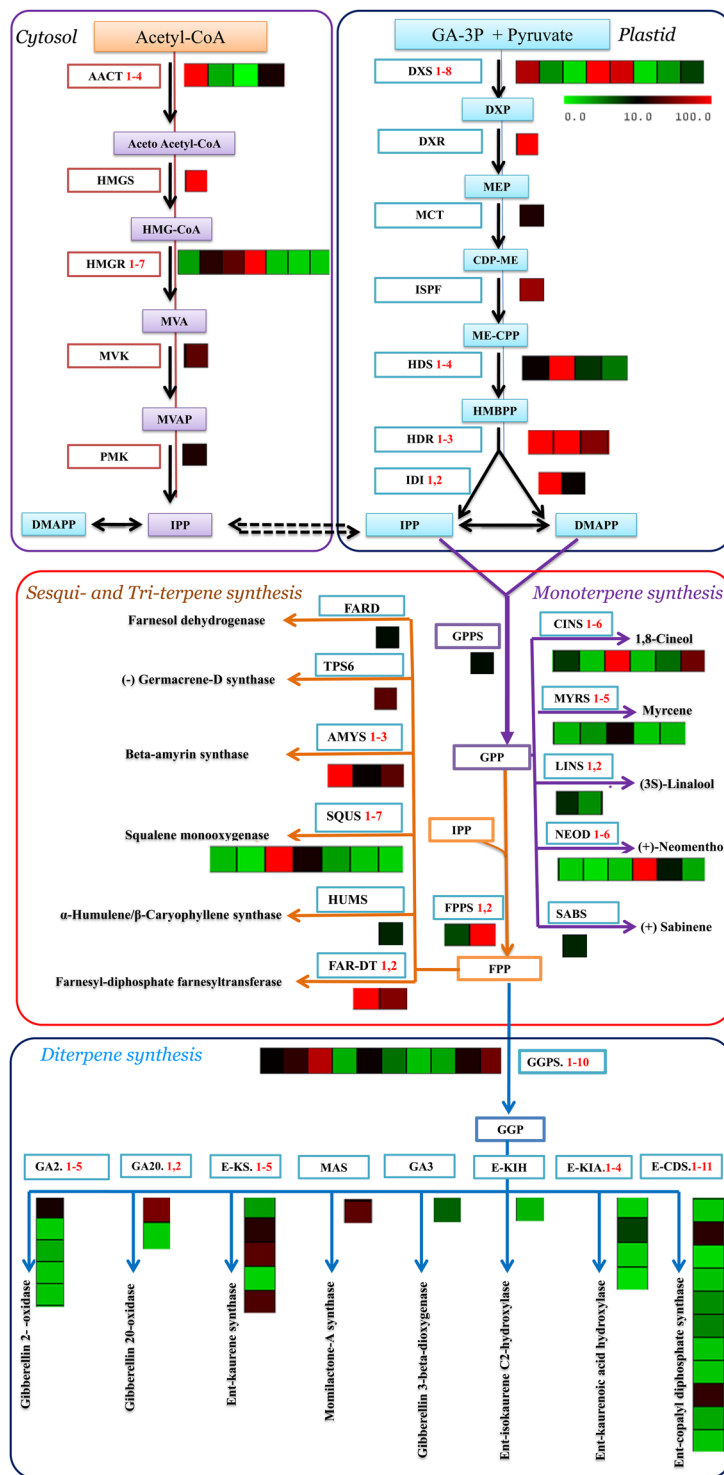 Cytosol
Acetyl-CoA
AACT 1-4
Aceto Acetyl-CoA
HMGS
HMG-CoA
HMGR 1-7
MVA
MVK
MVAP
PMK
DMAPP
IPP
GA-3P + Pyruvate
Plastid
DXS 1-8
0.0 10.0 100.0
DXP
DXR
MEP
MCT
CDP-ME
ISPF
ME-CPP
HDS 1-4
HMBPP
HDR 1-3
IDI 1,2
IPP
DMAPP
Sesqui- and Tri-terpene synthesis
FARD
Farnesol dehydrogenase
TPS6
(-) Germacrene-D synthase
AMYS 1-3
Beta-amyrin synthase
SQUS 1-7
Squalene monooxygenase
HUMS
α-Humulene/β-Caryophyllene synthase
FAR-DT 1,2
Farnesyl-diphosphate farnesyltransferase
GPPS
GPP
IPP
FPPS 1,2
FPP
Monoterpene synthesis
CINS 1-6
1,8-Cineol
MYRS 1-5
Myrcene
LINS 1,2
(3S)-Linalool
NEOD 1-6
(+)-Neomentho
SABS
(+) Sabinene
Diterpene synthesis
GGPS. 1-10
GGP
GA2. 1-5
GA20. 1,2
E-KS. 1-5
MAS
GA3
E-KIH
E-KIA.1-4
E-CDS.1-11
Gibberellin 2- -oxidase
Gibberellin 20-oxidase
Ent-kaurene synthase
Momilactone-A synthase
Gibberellin 3-beta-dioxygenase
Ent-isokaurene C2-hydroxylase
Ent-kaurenoic acid hydroxylase
Ent-copalyl diphosphate synthase